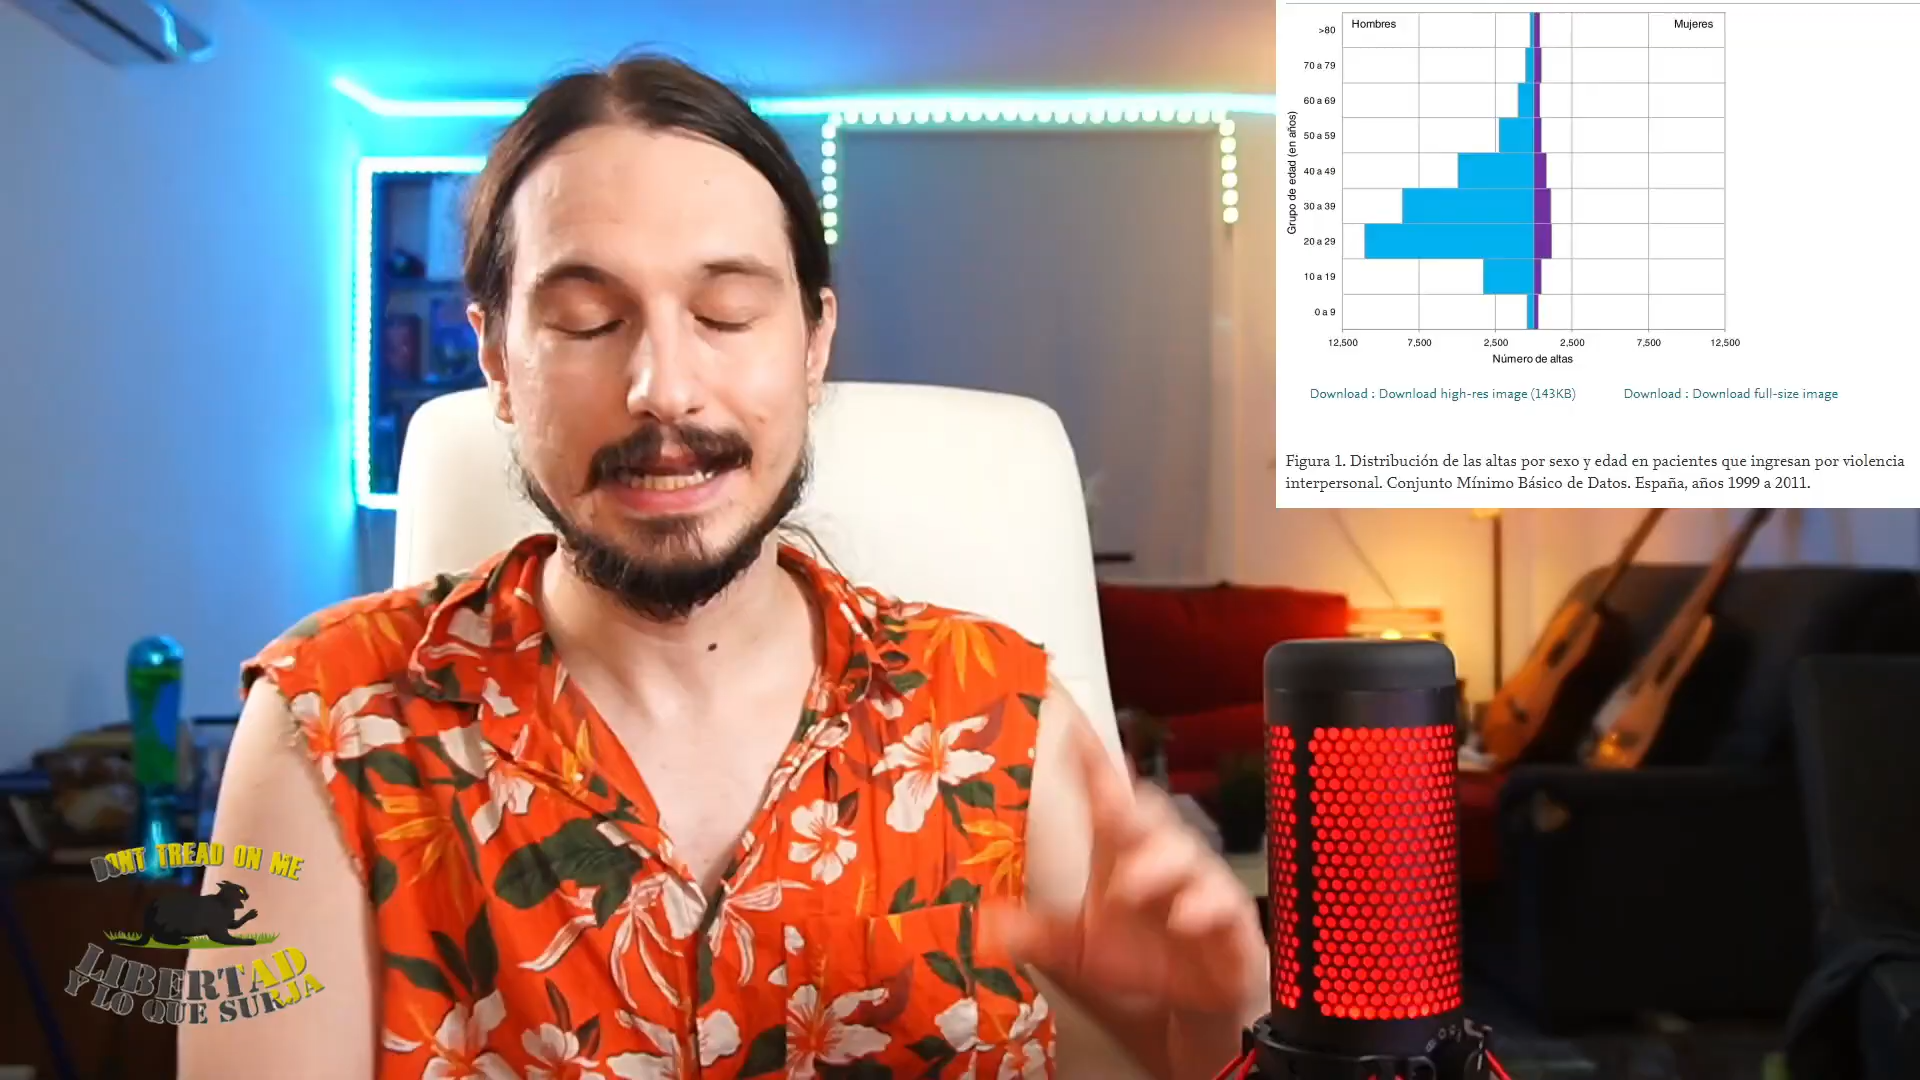 Hombres
Mujeres
>80
70 a 79
60 a 69
50 a 59
40 a 49
30 a 39
20 a 29
10 a 19
0 a 9
Grupo de edad (en años)
12,500 7,500 2,500 2,500 7,500 12,500
Número de altas
Download : Download high-res image (143KB)
Download : Download full-size image
Figura 1. Distribución de las altas por sexo y edad en pacientes que ingresan por violencia
interpersonal. Conjunto Mínimo Básico de Datos. España, años 1999 a 2011.
DONT TREAD ON ME
LIBERTAD
Y LO QUE SURJA